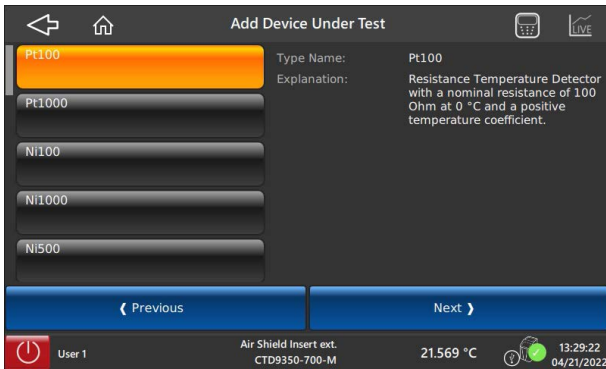 Add Device Under Test
LIVE
Pt100
Pt1000
Ni100
Ni1000
Ni500
Type Name: Pt100
Explanation: Resistance Temperature Detector
with a nominal resistance of 100
Ohm at 0 °C and a positive
temperature coefficient.
❰ Previous
Next ❱
User 1
Air Shield Insert ext.
CTD9350-700-M
21.569 °C
13:29:22
04/21/2022